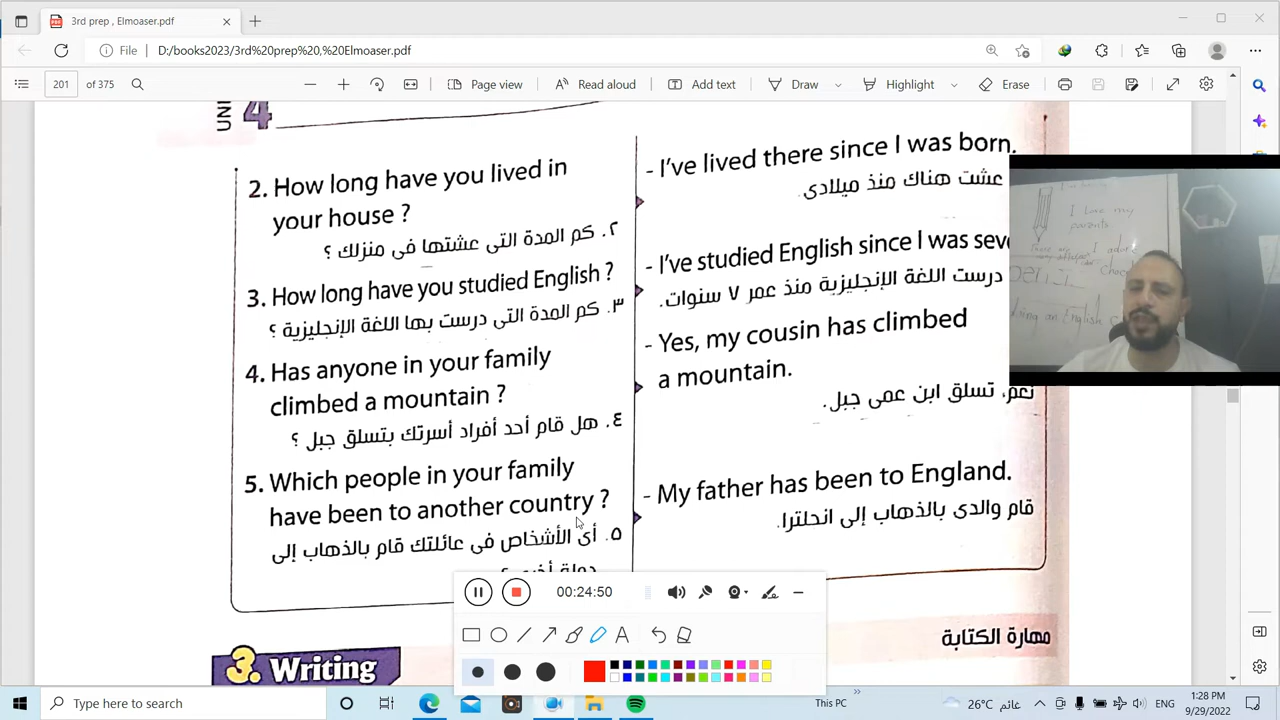 3rd prep , Elmoaser.pdf
File
D:/books2023/3rd%20prep%20,%20Elmoaser.pdf
201 of 375
Page view
Read aloud
Add text
Draw
Highlight
Erase
UNI 4
2. How long have you lived in
your house ?
٢. كم المدة التى عشتها فى منزلك ؟
3. How long have you studied English ?
٣. كم المدة التى درست بها اللغة الإنجليزية ؟
4. Has anyone in your family
climbed a mountain ?
٤. هل قام أحد أفراد أسرتك بتسلق جبل ؟
5. Which people in your family
have been to another country ?
٥. أى الأشخاص فى عائلتك قام بالذهاب إلى
- I've lived there since I was born.
عشت هناك منذ ميلادى.
- I've studied English since I was seve
درست اللغة الإنجليزية منذ عمر ٧ سنوات.
- Yes, my cousin has climbed
a mountain.
نعم، تسلق ابن عمى جبل.
- My father has been to England.
قام والدى بالذهاب إلى انجلترا.
I Love my
parents
3. Writing
مهارة الكتابة
00:24:50
A
Type here to search
This PC
26°C غائم
ENG
1:28 PM
9/29/2022